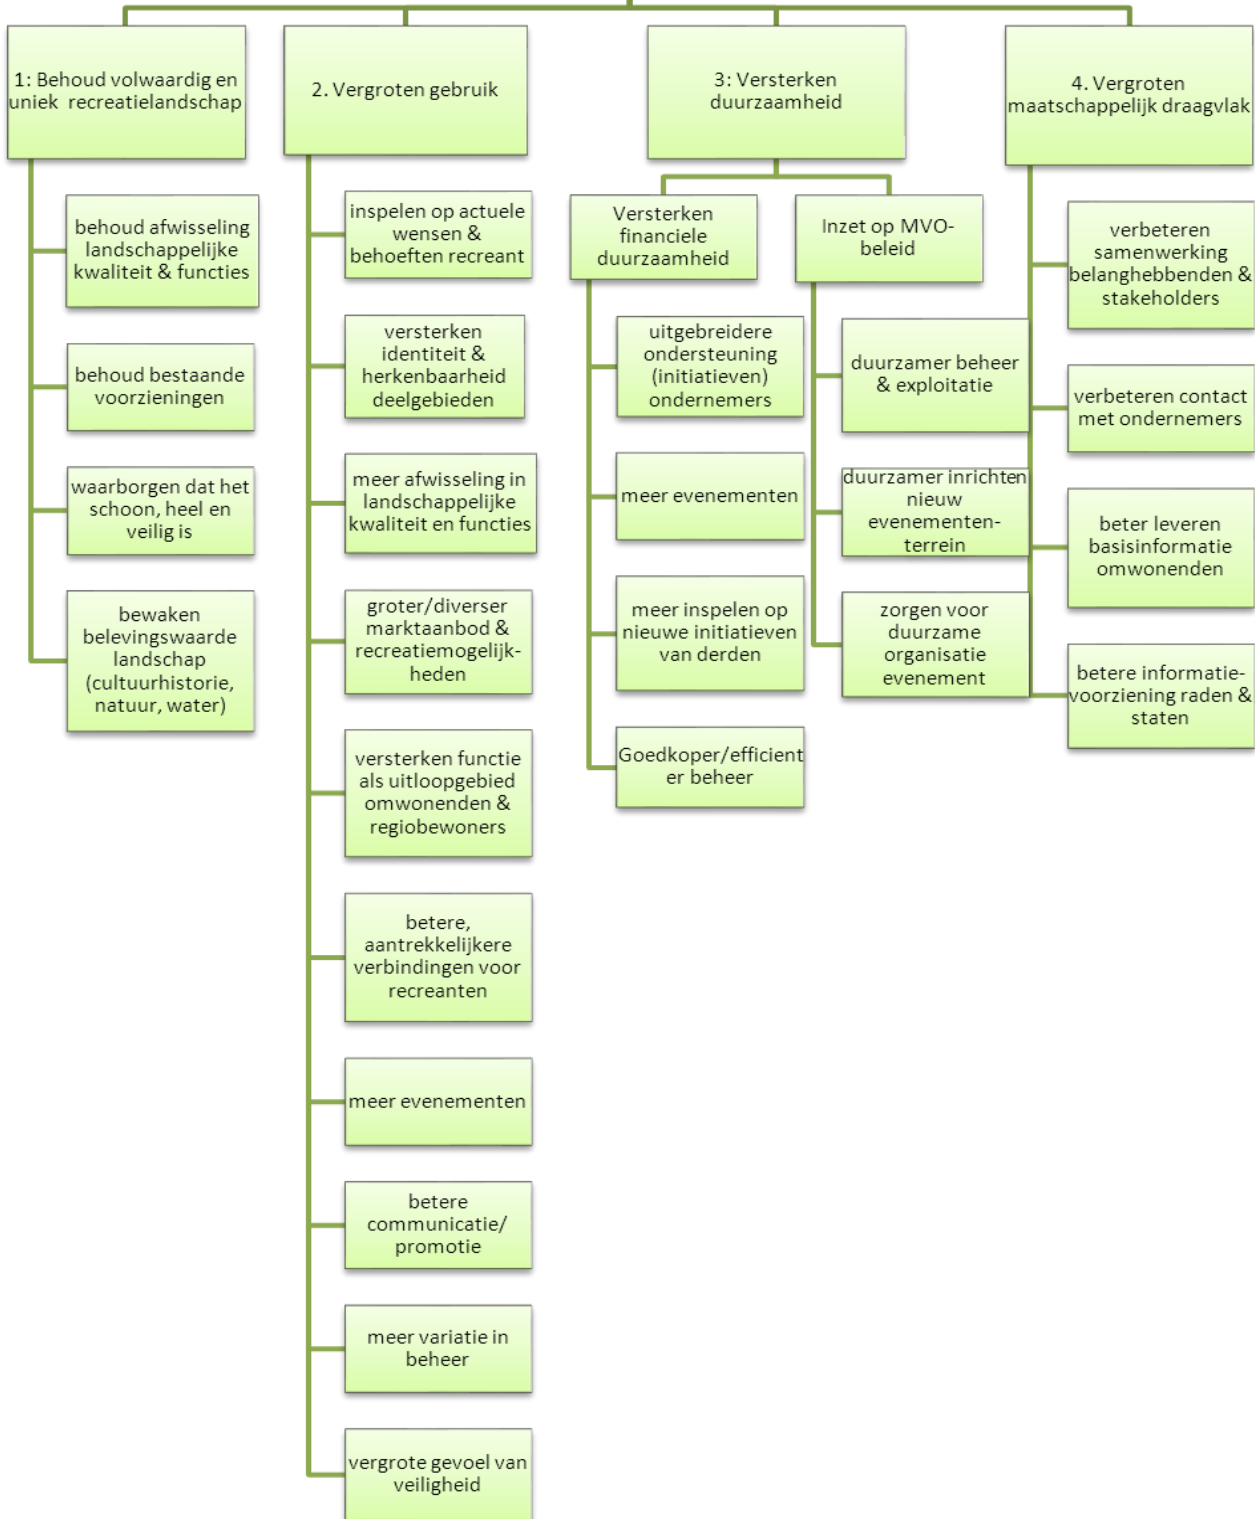 1: Behoud volwaardig en
uniek recreatielandschap
behoud afwisseling
landschappelijke
kwaliteit & functies
behoud bestaande
voorzieningen
waarborgen dat het
schoon, heel en
veilig is
bewaken
belevingswaarde
landschap
(cultuurhistorie,
natuur, water)
2. Vergroten gebruik
inspelen op actuele
wensen &
behoeften recreant
versterken
identiteit &
herkenbaarheid
deelgebieden
meer afwisseling in
landschappelijke
kwaliteit en functies
groter/diverser
marktaanbod &
recreatiemogelijk-
heden
versterken functie
als uitloopgebied
omwonenden &
regiobewoners
betere,
aantrekkelijkere
verbindingen voor
recreanten
meer evenementen
betere
communicatie/
promotie
meer variatie in
beheer
vergrote gevoel van
veiligheid
3: Versterken
duurzaamheid
Versterken
financiele
duurzaamheid
uitgebreidere
ondersteuning
(initiatieven)
ondernemers
meer evenementen
meer inspelen op
nieuwe initiatieven
van derden
Goedkoper/efficient
er beheer
Inzet op MVO-
beleid
duurzamer beheer
& exploitatie
duurzamer inrichten
nieuw
evenementen-
terrein
zorgen voor
duurzame
organisatie
evenement
4. Vergroten
maatschappelijk draagvlak
verbeteren
samenwerking
belanghebbenden &
stakeholders
verbeteren contact
met ondernemers
beter leveren
basisinformatie
omwonenden
betere informatie-
voorziening raden &
staten